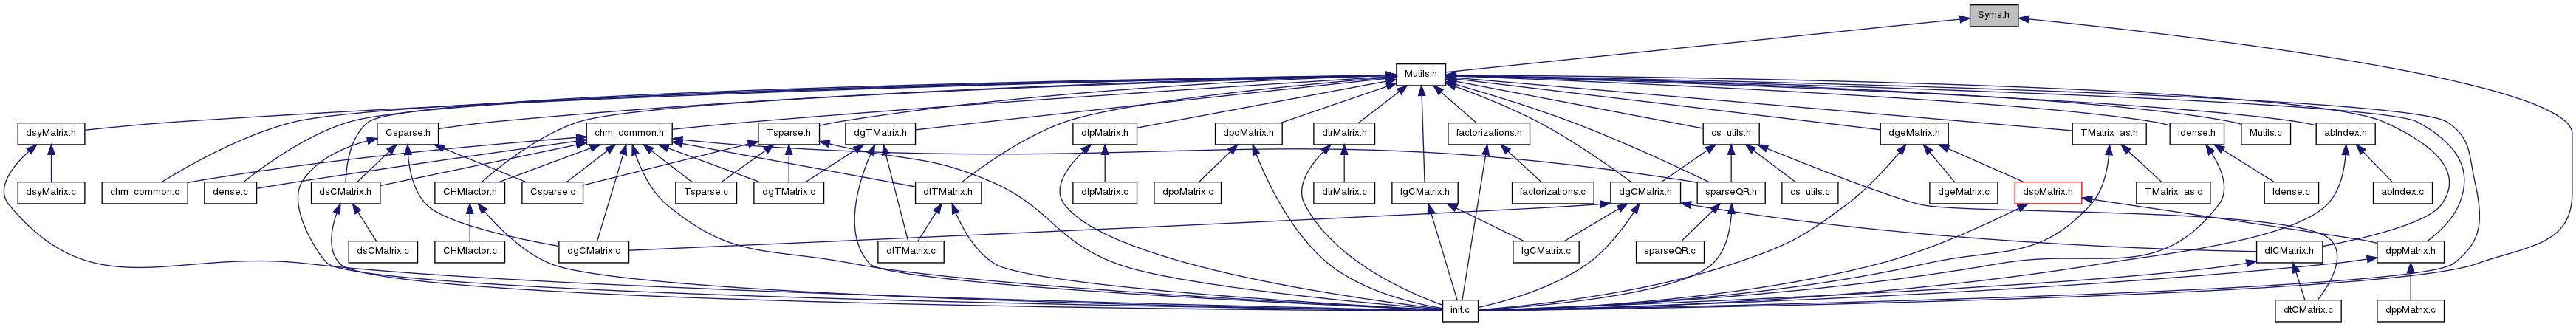 Syms.h
Mutils.h
dsyMatrix.h
Csparse.h
chm_common.h
Tsparse.h
dgTMatrix.h
dtpMatrix.h
dpoMatrix.h
dtrMatrix.h
factorizations.h
cs_utils.h
dgeMatrix.h
TMatrix_as.h
ldense.h
Mutils.c
abIndex.h
dsyMatrix.c
chm_common.c
dense.c
dsCMatrix.h
CHMfactor.h
Csparse.c
Tsparse.c
dgTMatrix.c
dtTMatrix.h
dtpMatrix.c
dpoMatrix.c
dtrMatrix.c
lgCMatrix.h
factorizations.c
dgCMatrix.h
sparseQR.h
cs_utils.c
dgeMatrix.c
dspMatrix.h
TMatrix_as.c
ldense.c
abIndex.c
dsCMatrix.c
CHMfactor.c
dgCMatrix.c
dtTMatrix.c
lgCMatrix.c
sparseQR.c
dtCMatrix.h
dppMatrix.h
init.c
dtCMatrix.c
dppMatrix.c